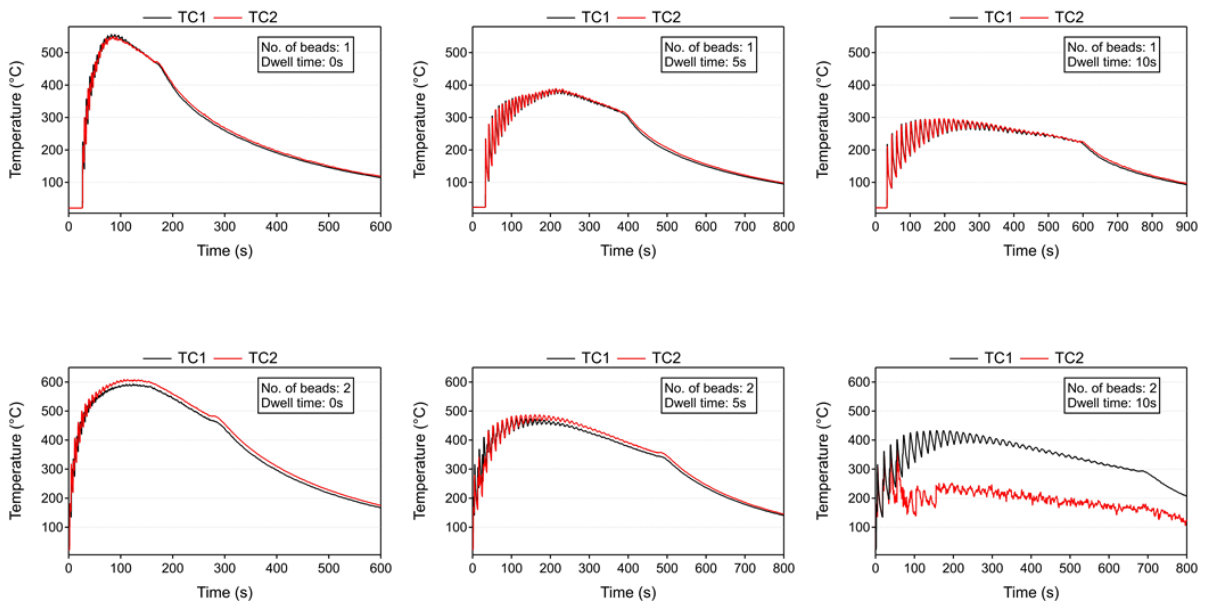 TC1 TC2
No. of beads: 1
Dwell time: 0s
Temperature (°C)
500
400
300
200
100
0 100 200 300 400 500 600
Time (s)
TC1 TC2
No. of beads: 1
Dwell time: 5s
Temperature (°C)
500
400
300
200
100
0 100 200 300 400 500 600 700 800
Time (s)
TC1 TC2
No. of beads: 1
Dwell time: 10s
Temperature (°C)
500
400
300
200
100
0 100 200 300 400 500 600 700 800 900
Time (s)
TC1 TC2
No. of beads: 2
Dwell time: 0s
Temperature (°C)
600
500
400
300
200
100
0 100 200 300 400 500 600
Time (s)
TC1 TC2
No. of beads: 2
Dwell time: 5s
Temperature (°C)
600
500
400
300
200
100
0 100 200 300 400 500 600 700 800
Time (s)
TC1 TC2
No. of beads: 2
Dwell time: 10s
Temperature (°C)
600
500
400
300
200
100
0 100 200 300 400 500 600 700 800
Time (s)